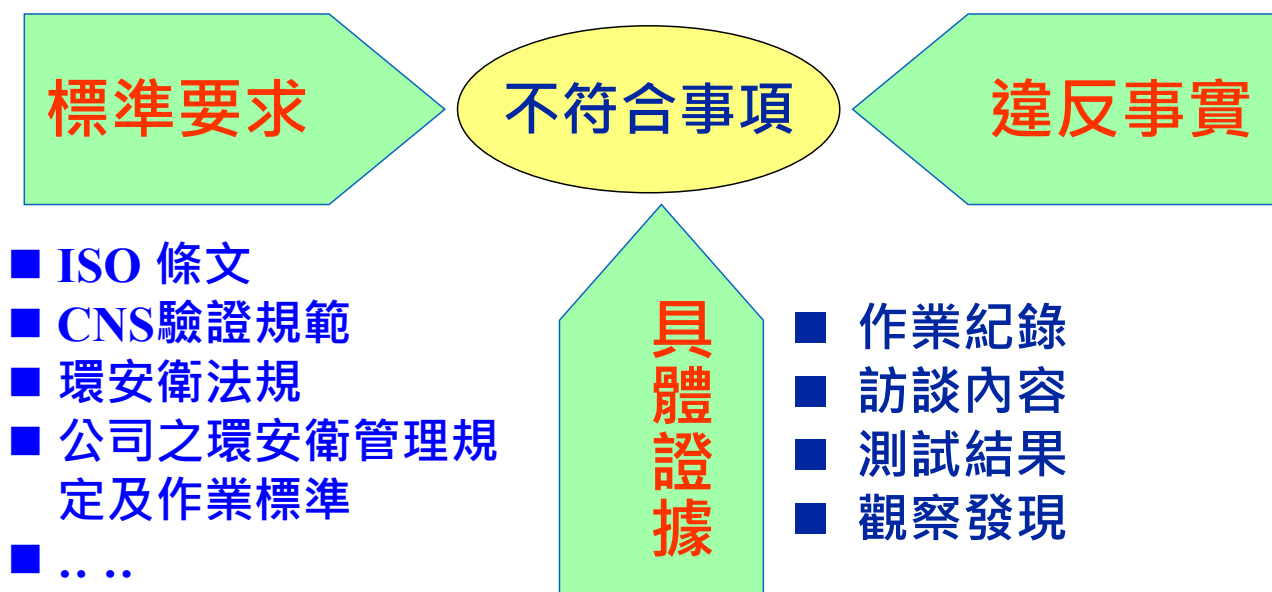 標準要求
不符合事項
違反事實
■ ISO 條文
■ CNS驗證規範
■ 環安衛法規
■ 公司之環安衛管理規
定及作業標準
■ .. ..
具體證據
■ 作業紀錄
■ 訪談內容
■ 測試結果
■ 觀察發現